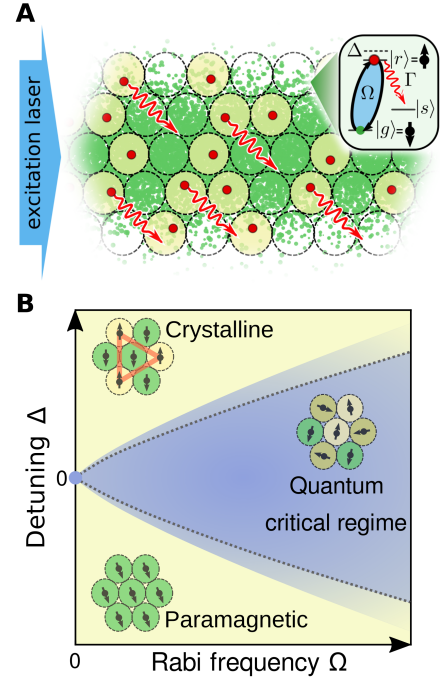 A
excitation laser
Δ
|r⟩=
Γ
Ω
|s⟩
|g⟩=
B
Crystalline
Detuning Δ
0
Quantum
critical regime
Paramagnetic
0
Rabi frequency Ω